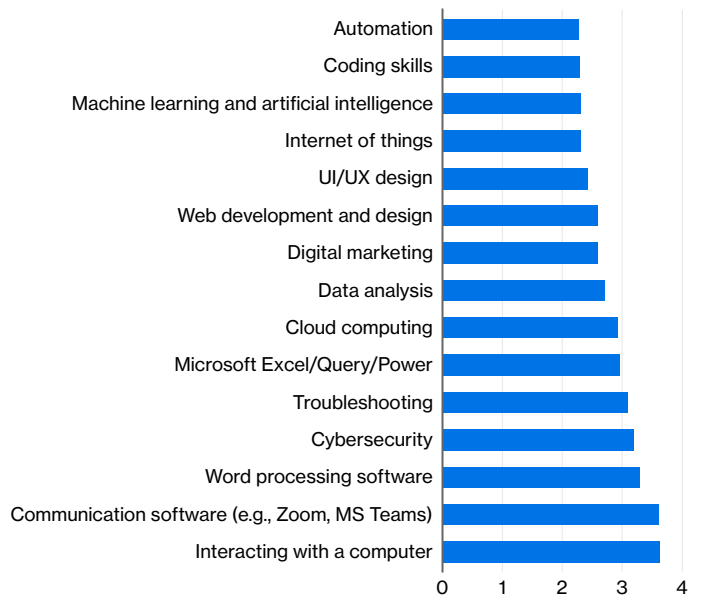 Automation
Coding skills
Machine learning and artificial intelligence
Internet of things
UI/UX design
Web development and design
Digital marketing
Data analysis
Cloud computing
Microsoft Excel/Query/Power
Troubleshooting
Cybersecurity
Word processing software
Communication software (e.g., Zoom, MS Teams)
Interacting with a computer
0 1 2 3 4